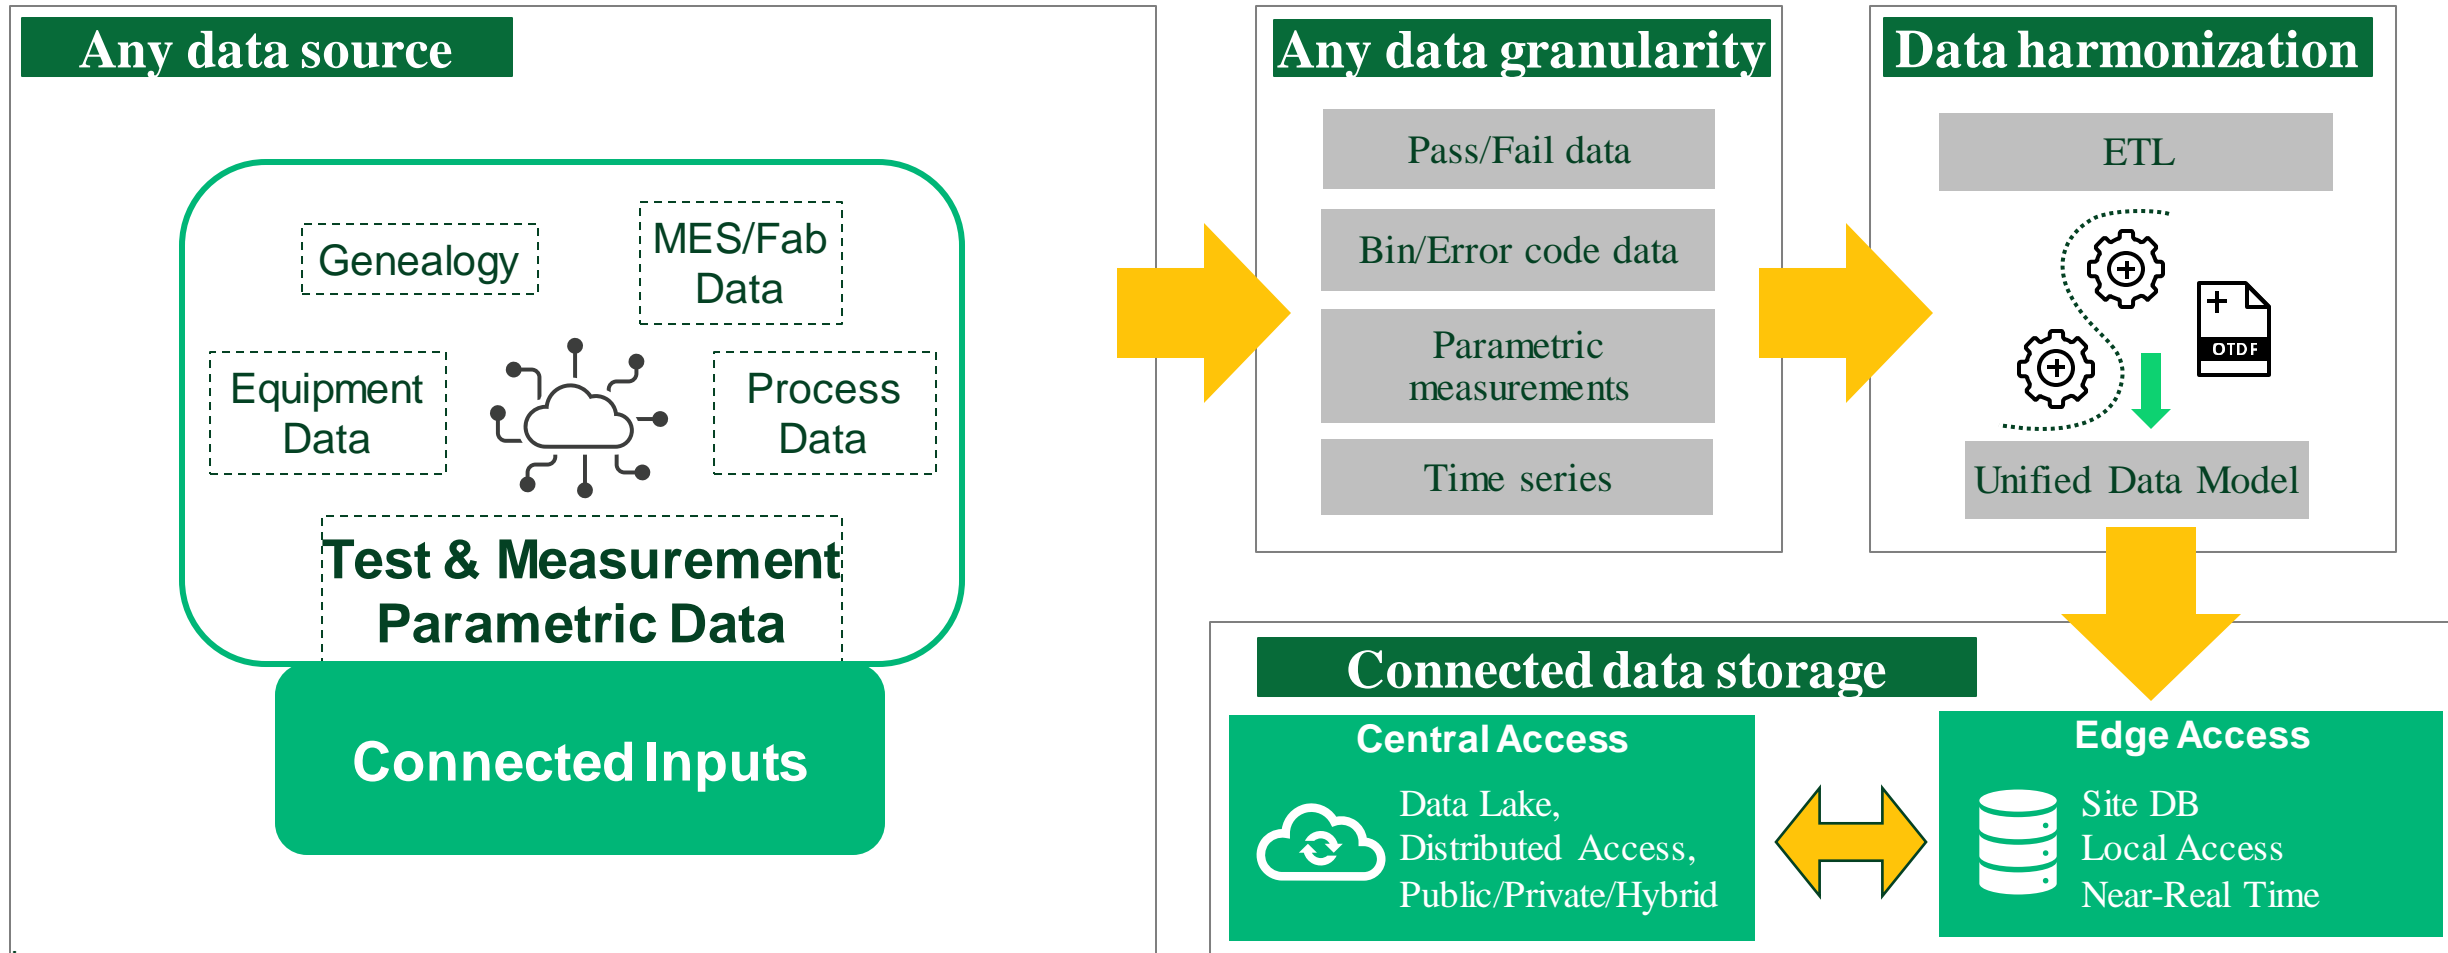 Any data source
Genealogy
MES/Fab
Data
Equipment
Data
Process
Data
Test & Measurement
Parametric Data
Connected Inputs
Any data granularity
Pass/Fail data
Bin/Error code data
Parametric
measurements
Time series
Data harmonization
ETL
OTDF
Unified Data Model
Connected data storage
Central Access
Data Lake,
Distributed Access,
Public/Private/Hybrid
Edge Access
Site DB
Local Access
Near-Real Time